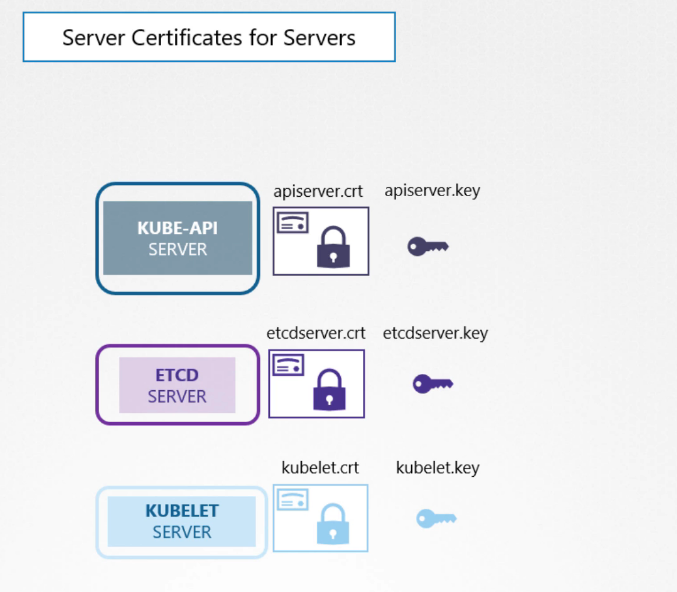 Server Certificates for Servers
apiserver.crt apiserver.key
KUBE-API
SERVER
etcdserver.crt etcdserver.key
ETCD
SERVER
kubelet.crt kubelet.key
KUBELET
SERVER